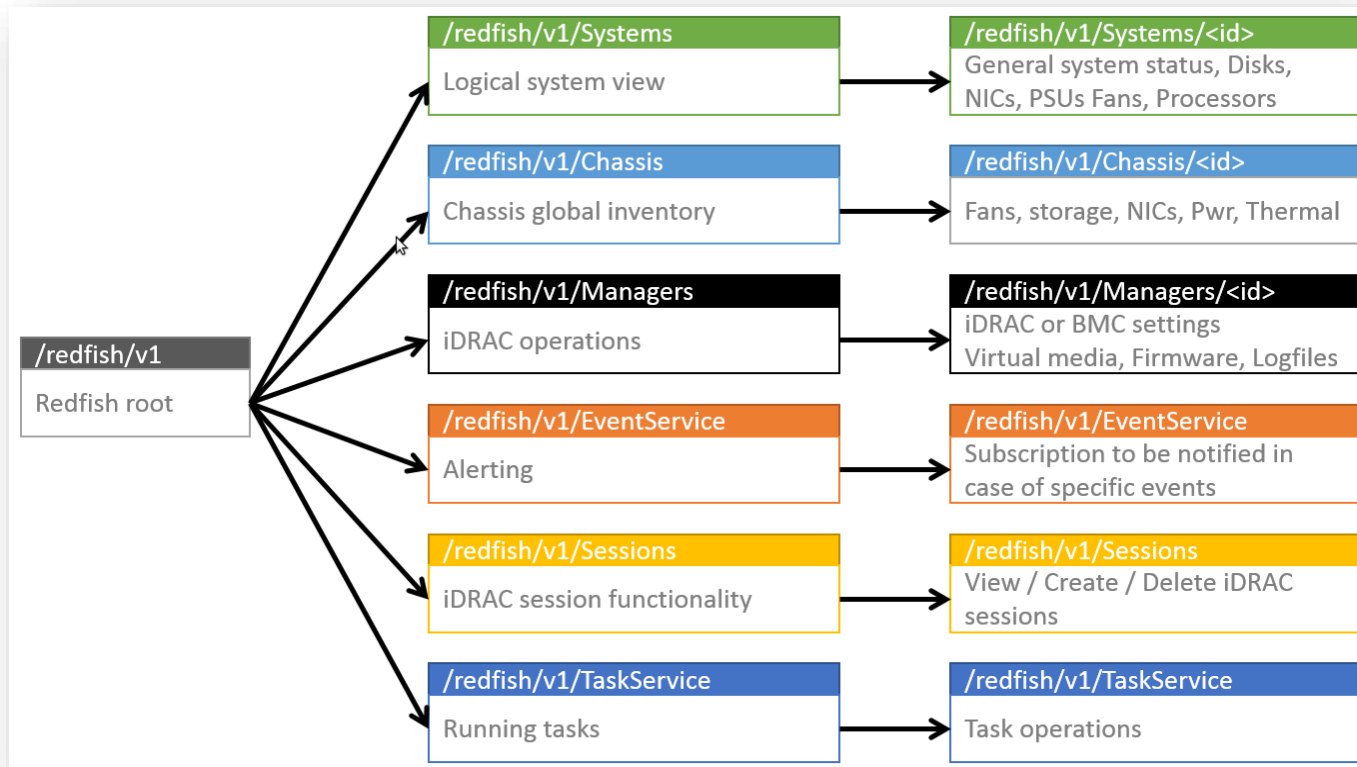 /redfish/v1/Systems
Logical system view
/redfish/v1/Systems/<id>
General system status, Disks,
NICs, PSUs Fans, Processors
/redfish/v1/Chassis
Chassis global inventory
/redfish/v1/Chassis/<id>
Fans, storage, NICs, Pwr, Thermal
/redfish/v1/Managers
iDRAC operations
/redfish/v1/Managers/<id>
iDRAC or BMC settings
Virtual media, Firmware, Logfiles
/redfish/v1
Redfish root
/redfish/v1/EventService
Alerting
/redfish/v1/EventService
Subscription to be notified in
case of specific events
/redfish/v1/Sessions
iDRAC session functionality
/redfish/v1/Sessions
View / Create / Delete iDRAC
sessions
/redfish/v1/TaskService
Running tasks
/redfish/v1/TaskService
Task operations